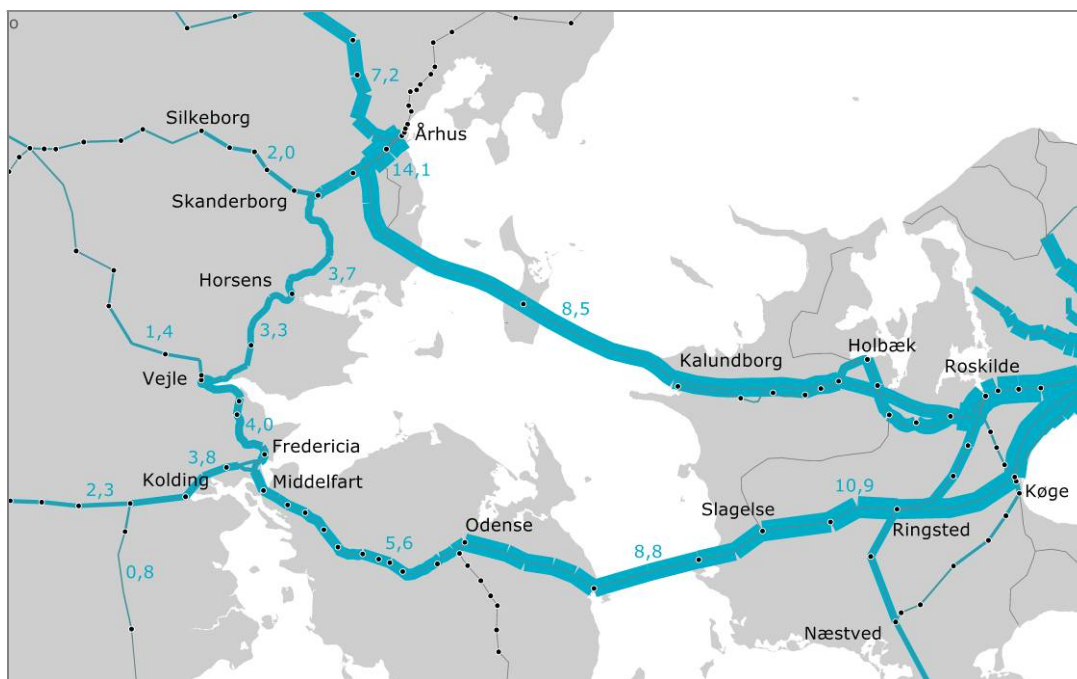 o
7,2
Århus
Silkeborg
2,0
14,1
Skanderborg
3,7
Horsens
8,5
1,4
3,3
Kalundborg
Holbæk
Roskilde
Vejle
4,0
Fredericia
3,8
Kolding
Middelfart
2,3
10,9
Køge
Slagelse
Ringsted
Odense
5,6
8,8
0,8
Næstved